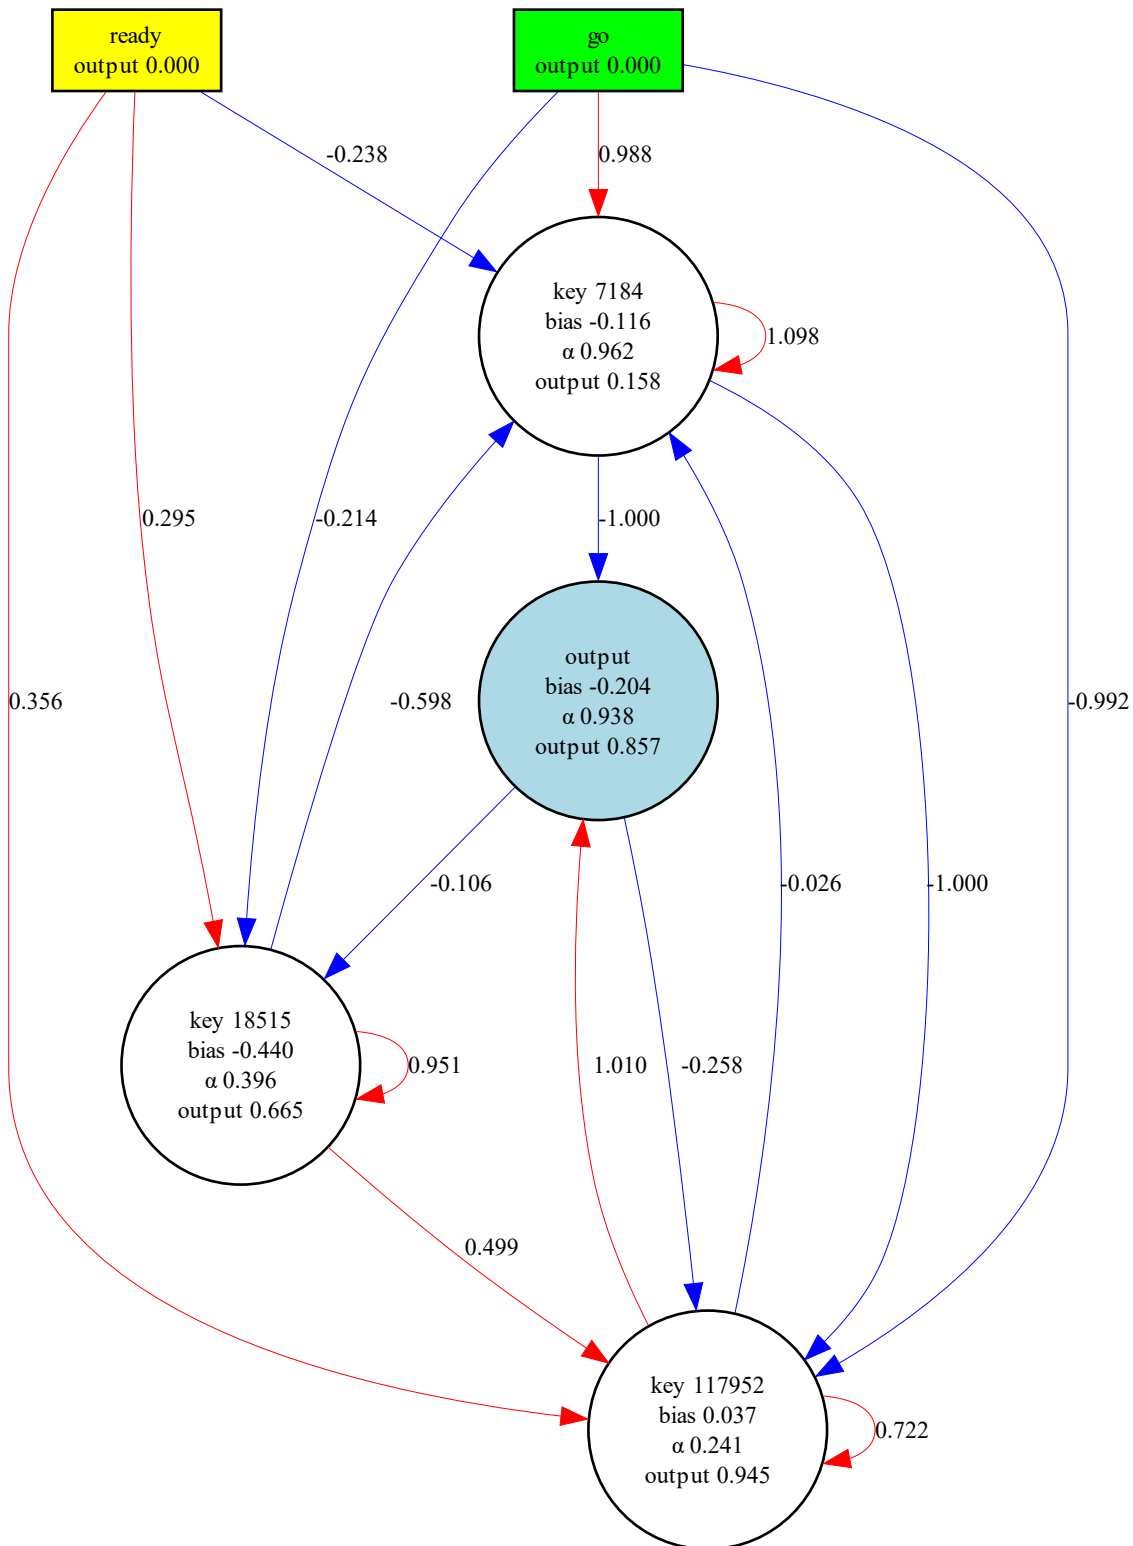 ready
output 0.000
go
output 0.000
-0.238
0.988
key 7184
bias -0.116
α 0.962
output 0.158
1.098
0.295
-0.214
-1.000
output
bias -0.204
α 0.938
output 0.857
0.356
-0.598
-0.992
-0.106
-0.026
-1.000
key 18515
bias -0.440
α 0.396
output 0.665
0.951
1.010
-0.258
0.499
key 117952
bias 0.037
α 0.241
output 0.945
0.722